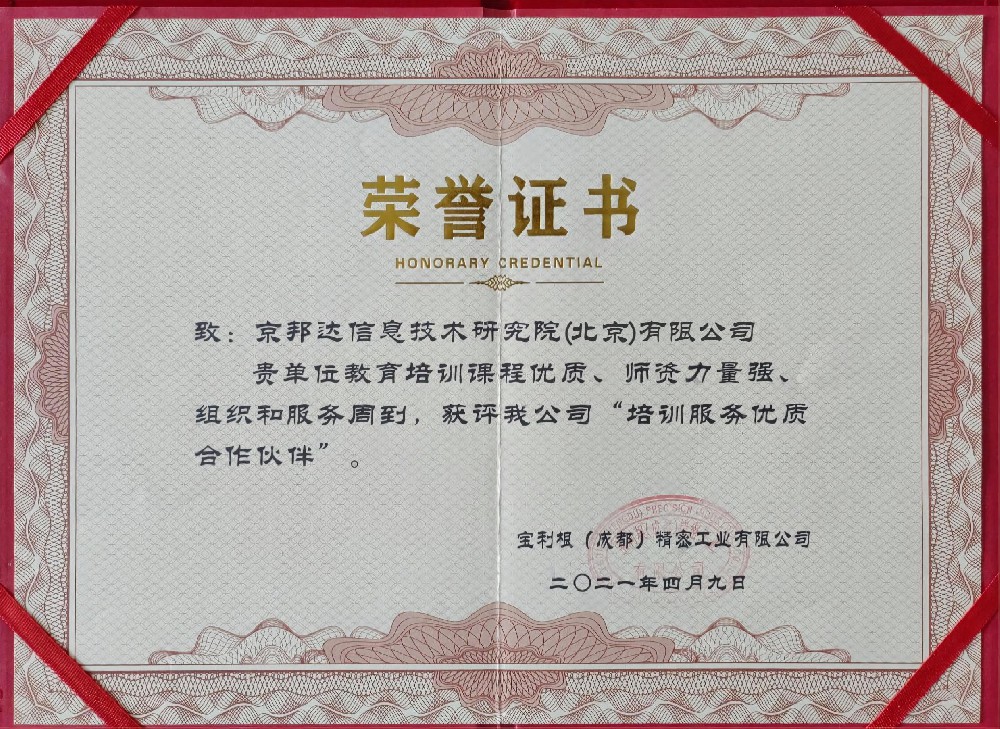 荣誉证书
HONORARY CREDENTIAL
致：京邦达信息技术研究院(北京)有限公司
贵单位教育培训课程优质、师资力量强、
组织和服务周到，获评我公司“培训服务优质
合作伙伴”。
宝利根（成都）精密工业有限公司
二〇二一年四月九日